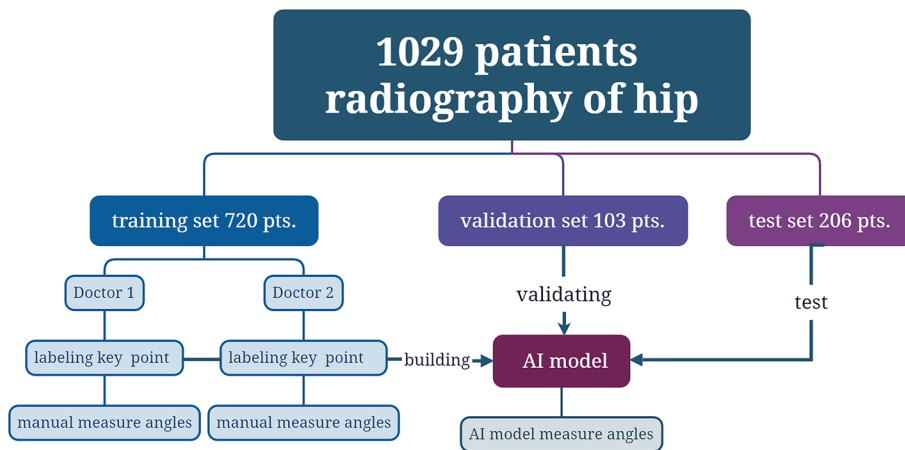 1029 patients
radiography of hip
training set 720 pts.
validation set 103 pts.
test set 206 pts.
Doctor 1
Doctor 2
validating
test
labeling key point
labeling key point
building
AI model
manual measure angles
manual measure angles
AI model measure angles